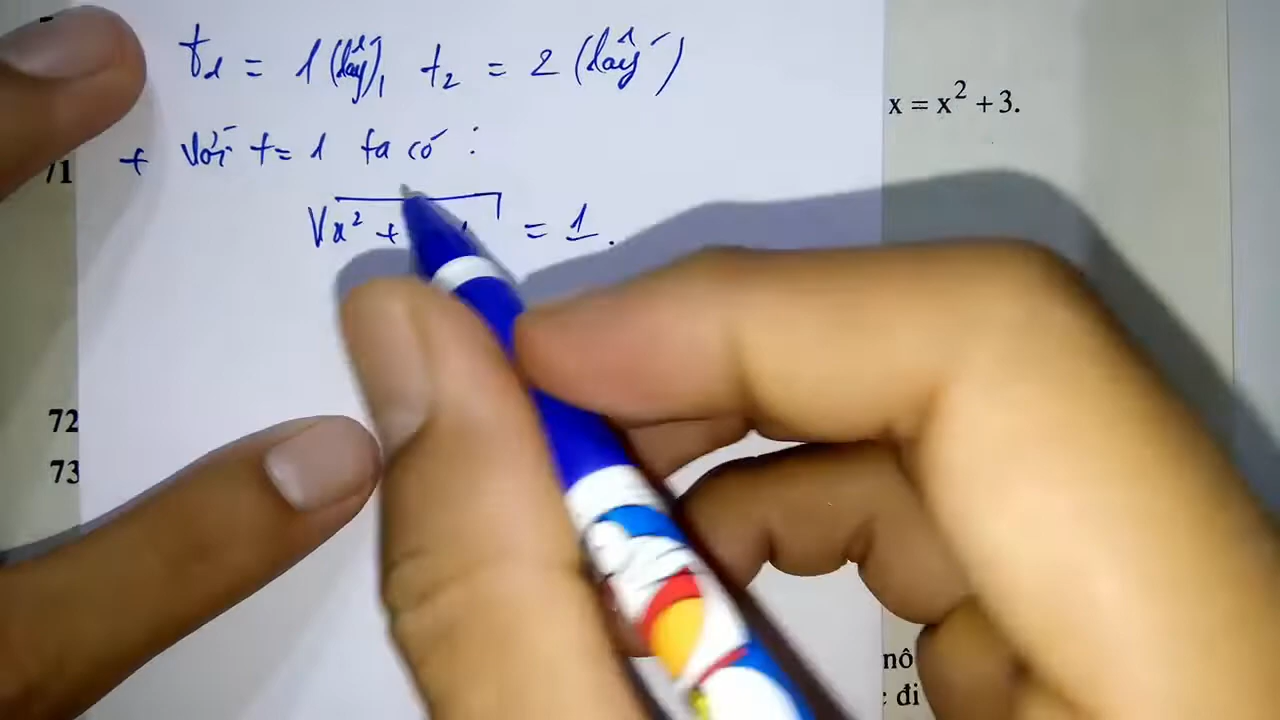 t₁ = 1 (lấy), t₂ = 2 (lấy)
x = x² + 3.
+ Với t = 1 ta có :
71
√x² + = 1.
72
73
nô
đi